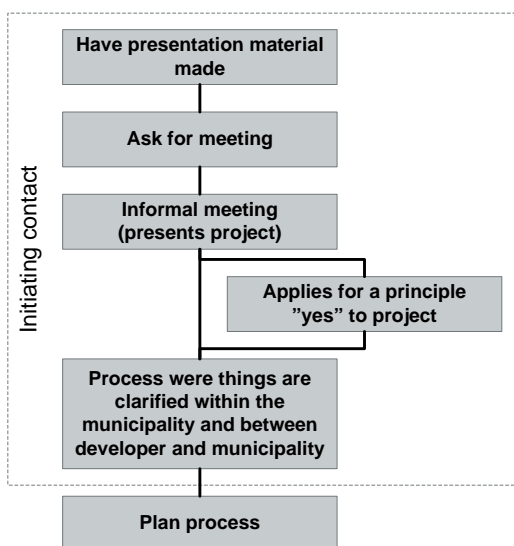 Initiating contact
Have presentation material
made
Ask for meeting
Informal meeting
(presents project)
Applies for a principle
”yes” to project
Process were things are
clarified within the
municipality and between
developer and municipality
Plan process